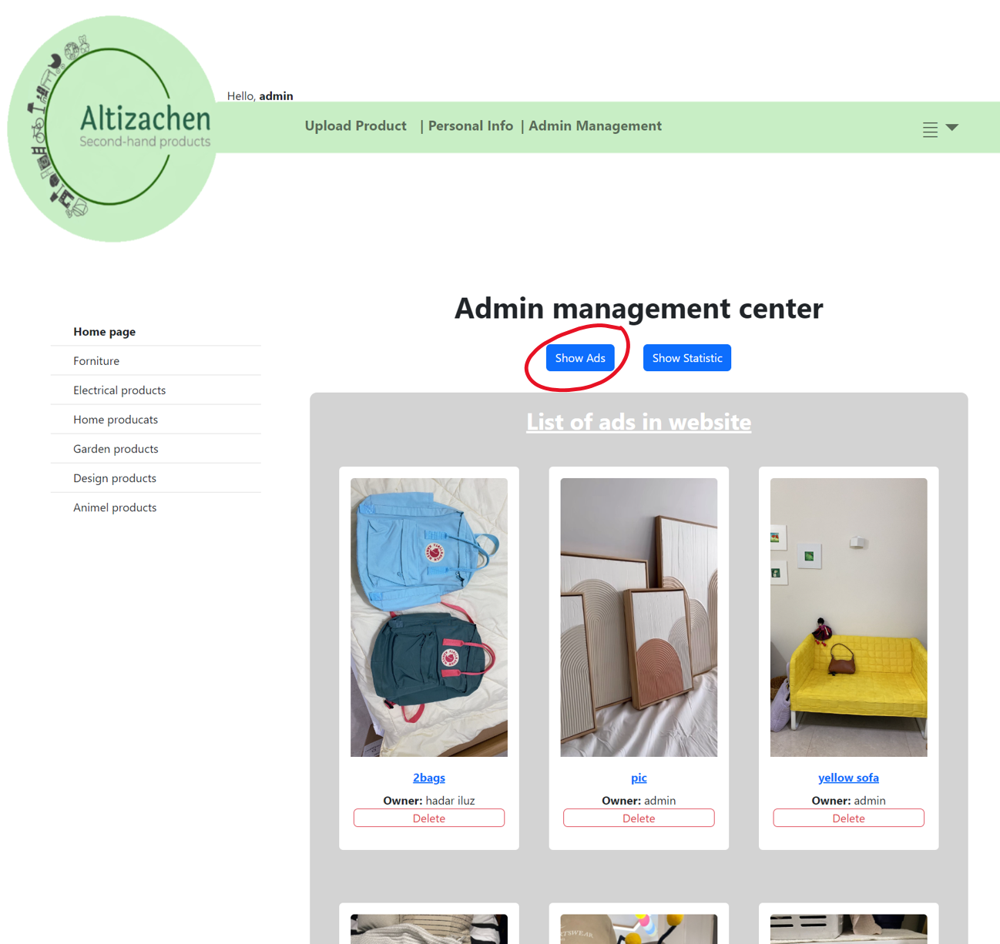 Hello, admin
Altizachen
Second-hand products
Upload Product | Personal Info | Admin Management
Admin management center
Home page
Forniture
Electrical products
Home producats
Garden products
Design products
Animel products
Show Ads
Show Statistic
List of ads in website
2bags
Owner: hadar iluz
Delete
pic
Owner: admin
Delete
yellow sofa
Owner: admin
Delete